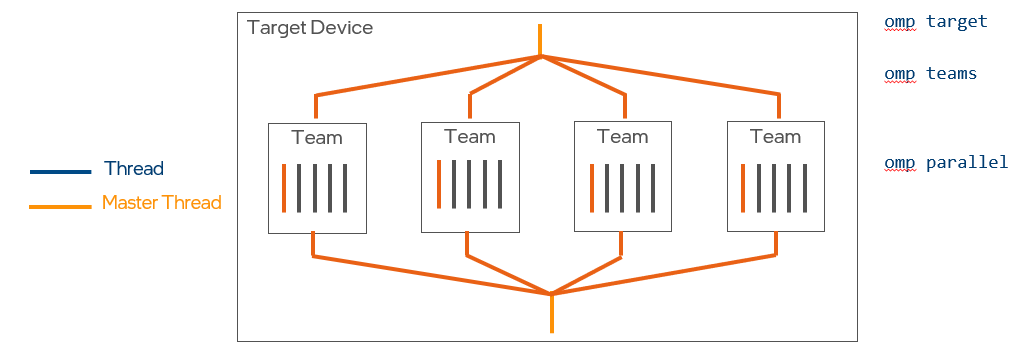 Target Device
omp target
omp teams
Team
Team
Team
Team
omp parallel
Thread
Master Thread